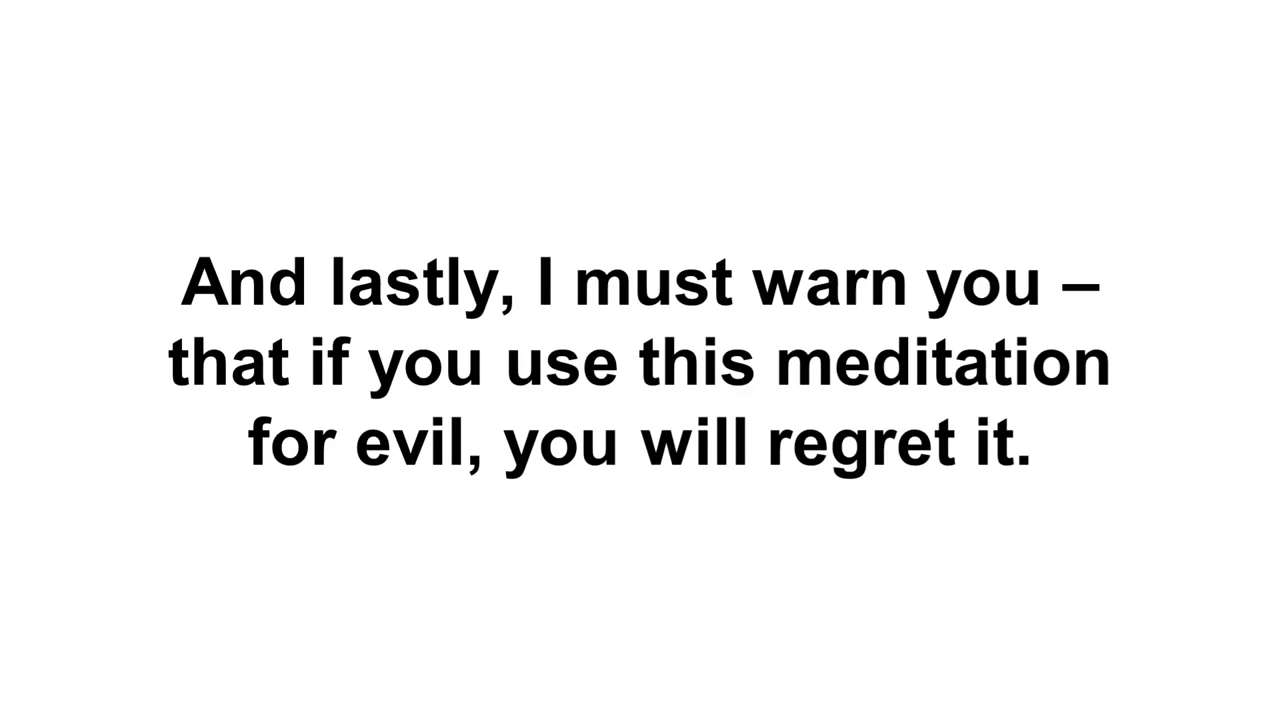 And lastly, I must warn you –
that if you use this meditation
for evil, you will regret it.